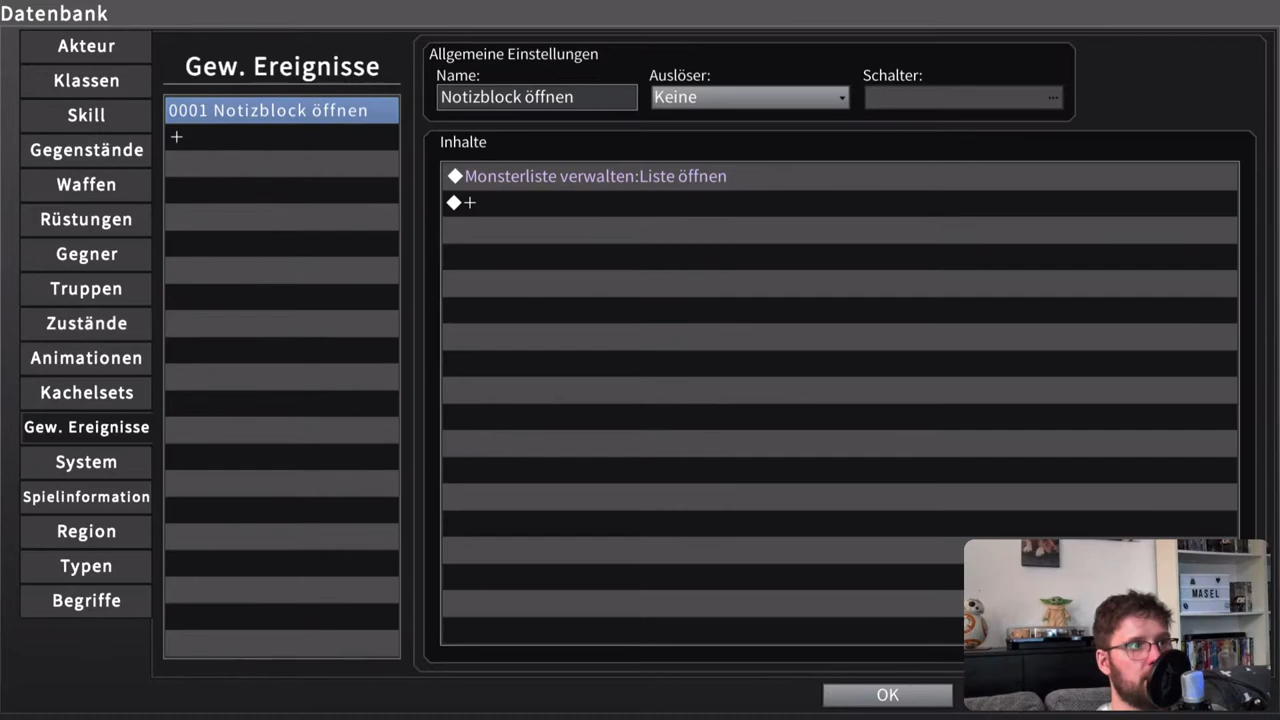 Datenbank
Akteur
Klassen
Skill
Gegenstände
Waffen
Rüstungen
Gegner
Truppen
Zustände
Animationen
Kachelsets
Gew. Ereignisse
System
Spielinformation
Region
Typen
Begriffe
Gew. Ereignisse
0001 Notizblock öffnen
+
Allgemeine Einstellungen
Name: Auslöser: Schalter:
Notizblock öffnen Keine ...
Inhalte
◆Monsterliste verwalten:Liste öffnen
◆+
MASEL
OK